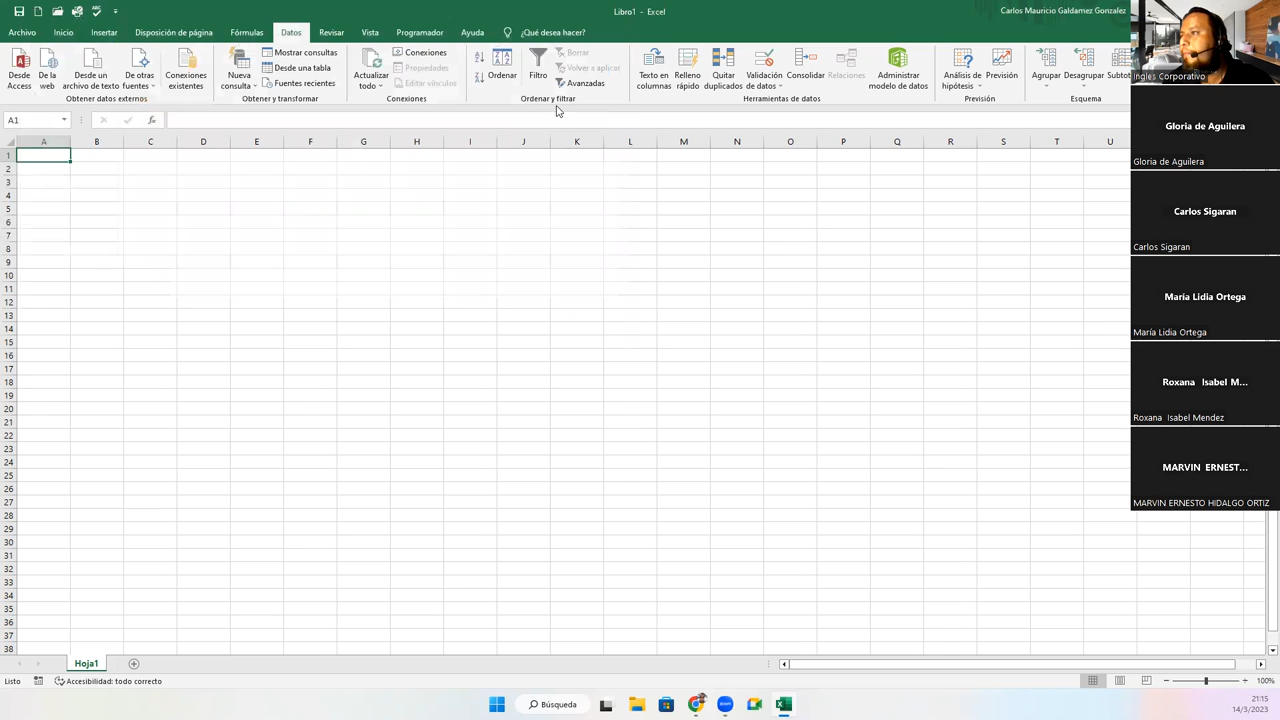 Libro1 - Excel
Carlos Mauricio Galdamez Gonzalez
Archivo Inicio Insertar Disposición de página Fórmulas Datos Revisar Vista Programador Ayuda ¿Qué desea hacer?
Desde Access
De la web
Desde un archivo de texto
De otras fuentes
Conexiones existentes
Obtener datos externos
Nueva consulta
Mostrar consultas
Desde una tabla
Fuentes recientes
Obtener y transformar
Actualizar todo
Conexiones
Propiedades
Editar vínculos
Conexiones
Ordenar
Filtro
Borrar
Volver a aplicar
Avanzadas
Ordenar y filtrar
Texto en columnas
Relleno rápido
Quitar duplicados
Validación de datos
Consolidar
Relaciones
Administrar modelo de datos
Herramientas de datos
Análisis de hipótesis
Previsión
Agrupar
Desagrupar
Subtot
Esquema
A1
fx
A B C D E F G H I J K L M N O P Q R S T U
1
2
3
4
5
6
7
8
9
10
11
12
13
14
15
16
17
18
19
20
21
22
23
24
25
26
27
28
29
30
31
32
33
34
35
36
37
38
Ingles Corporativo
Gloria de Aguilera
Gloria de Aguilera
Carlos Sigaran
Carlos Sigaran
María Lidia Ortega
María Lidia Ortega
Roxana Isabel M...
Roxana Isabel Mendez
MARVIN ERNEST...
MARVIN ERNESTO HIDALGO ORTIZ
Hoja1
Listo
Accesibilidad: todo correcto
100%
Búsqueda
zoom
21:15
14/3/2023